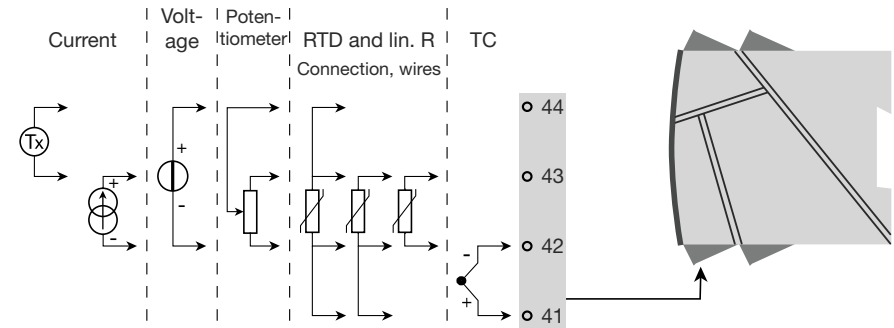 Current
Volt-
age
Poten-
tiometer
RTD and lin. R
Connection, wires
TC
Tx
+
-
+
-
-
+
44
43
42
41